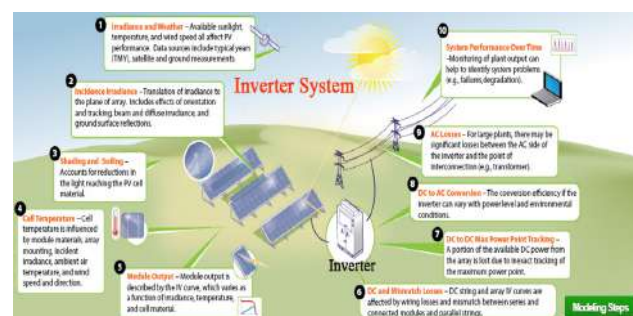 Inverter System
1
Irradiance and Weather – Available sunlight,
temperature, and wind speed all affect PV
performance. Data sources include typical years
(TMY), satellite and ground measurements.
2
Incidence Irradiance – Translation of irradiance to
the plane of array. Includes effects of orientation
and tracking, beam and diffuse irradiance, and
ground surface reflections.
3
Shading and Soiling –
Accounts for reductions in
the light reaching the PV cell
material.
4
Cell Temperature – Cell
temperature is influenced
by module materials, array
mounting, incident
irradiance, ambient air
temperature, and wind
speed and direction.
5
Module Output – Module output is
described by the IV curve, which varies as
a function of irradiance, temperature,
and cell material.
6
DC and Mismatch Losses – DC string and array IV curves are
affected by wiring losses and mismatch between series and
connected modules and parallel strings.
7
DC to DC Max Power Point Tracking –
A portion of the available DC power from
the array is lost due to inexact tracking of
the maximum power point.
8
DC to AC Conversion – The conversion efficiency if the
inverter can vary with power level and environmental
conditions.
9
AC Losses – For large plants, there may be
significant losses between the AC side of
the inverter and the point of
interconnection (e.g., transformer).
10
System Performance Over Time
–Monitoring of plant output can
help to identify system problems
(e.g., failures, degradation).
Inverter
Modeling Steps